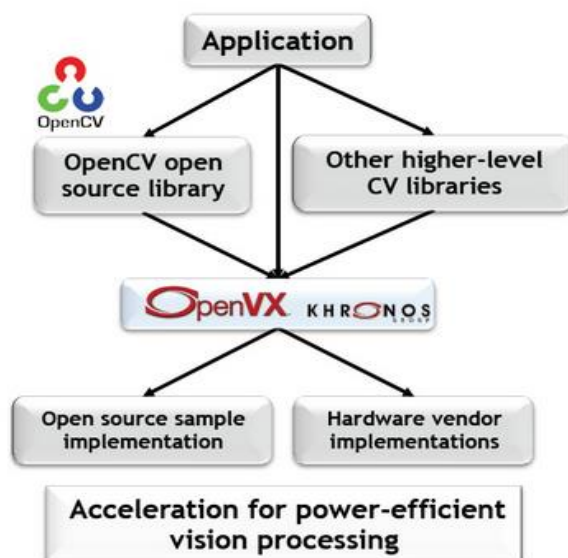 Application
OpenCV
OpenCV open
source library
Other higher-level
CV libraries
OpenVX
KHRONOS
GROUP
Open source sample
implementation
Hardware vendor
implementations
Acceleration for power-efficient
vision processing